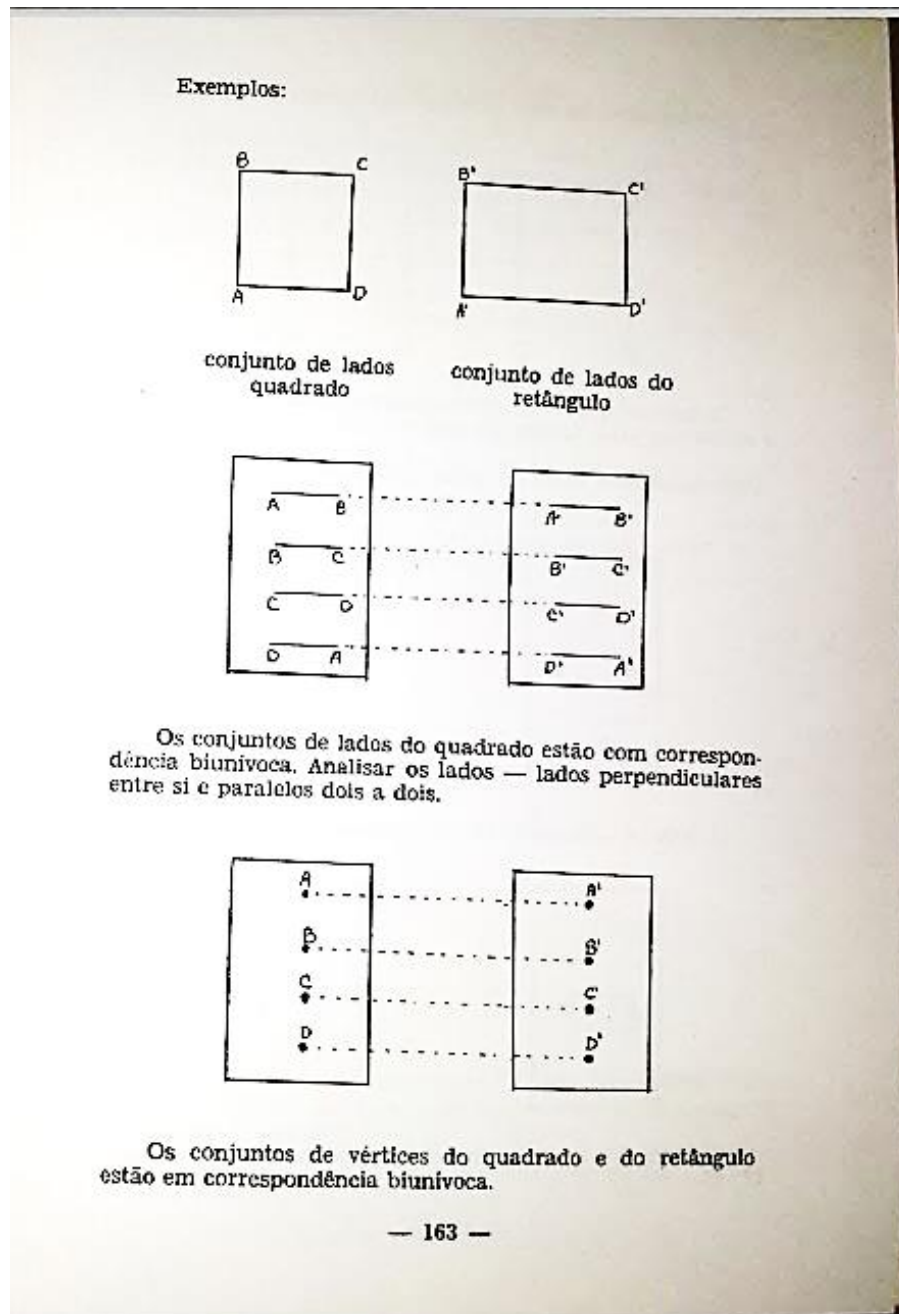 Exemplos:
B C B' C'
A D A' D'
conjunto de lados conjunto de lados do
quadrado retângulo
A B A B'
B C B' C'
C D C' D'
D A D' A'
Os conjuntos de lados do quadrado estão com correspon-
dência biunivoca. Analisar os lados — lados perpendiculares
entre si e paralelos dois a dois.
A A'
B B'
C C
D D'
Os conjuntos de vértices do quadrado e do retângulo
estão em correspondência biunívoca.
— 163 —